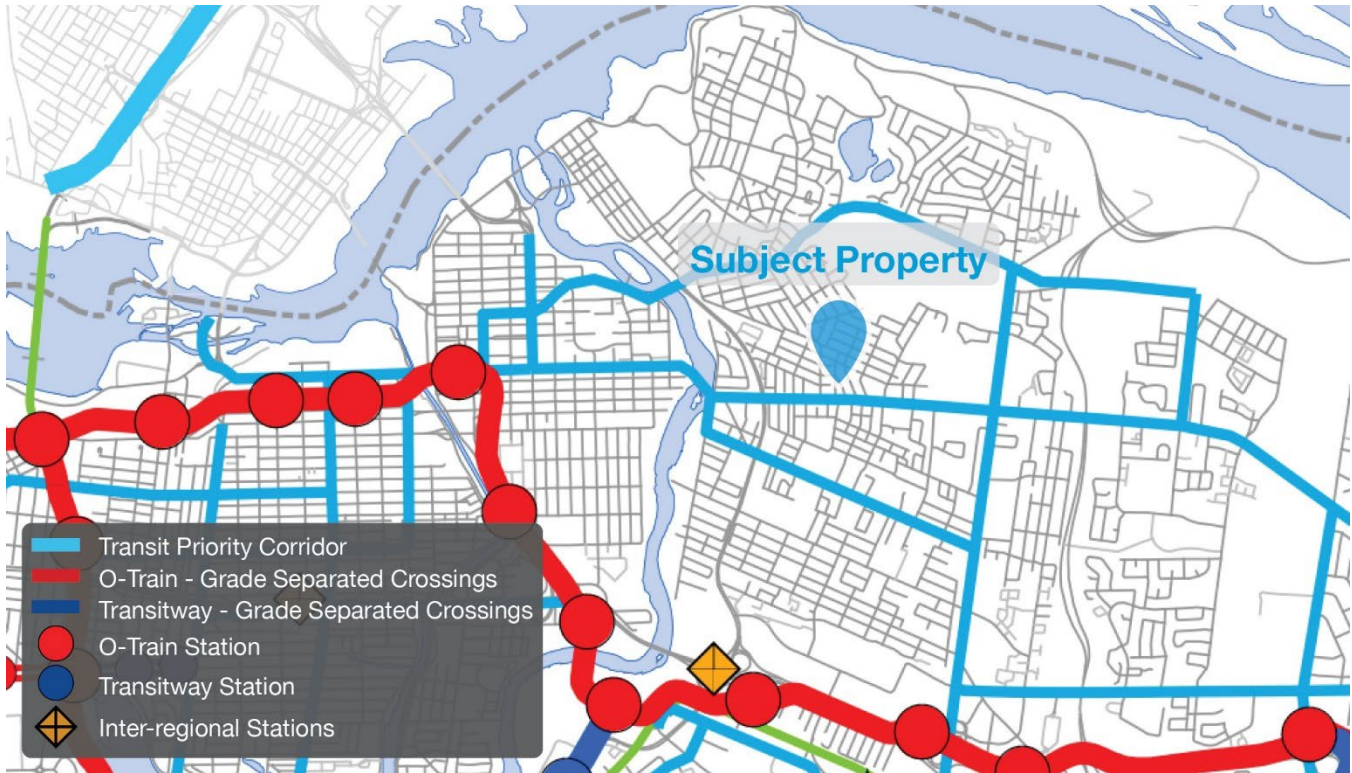 Subject Property
Transit Priority Corridor
O-Train - Grade Separated Crossings
Transitway - Grade Separated Crossings
O-Train Station
Transitway Station
Inter-regional Stations